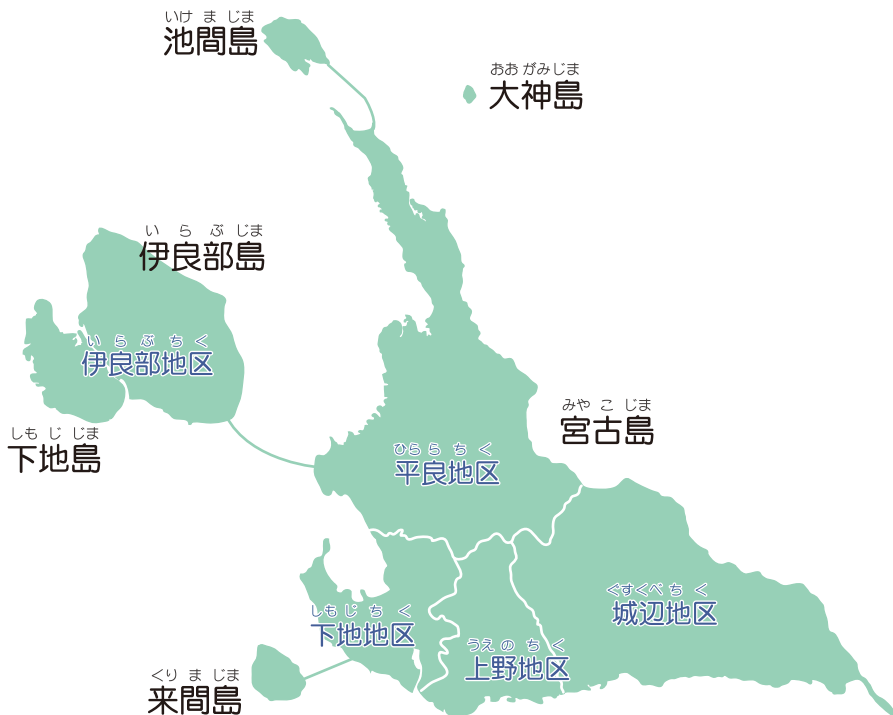 いけ ま じま
池間島
おお がみ じま
大神島
い ら ぶ じま
伊良部島
い ら ぶ ち く
伊良部地区
しも じ じま
下地島
みや こ じま
宮古島
ひら ら ち く
平良地区
ぐすくべ ち く
城辺地区
しも じ ち く
下地地区
うえ の ち く
上野地区
くり ま じま
来間島